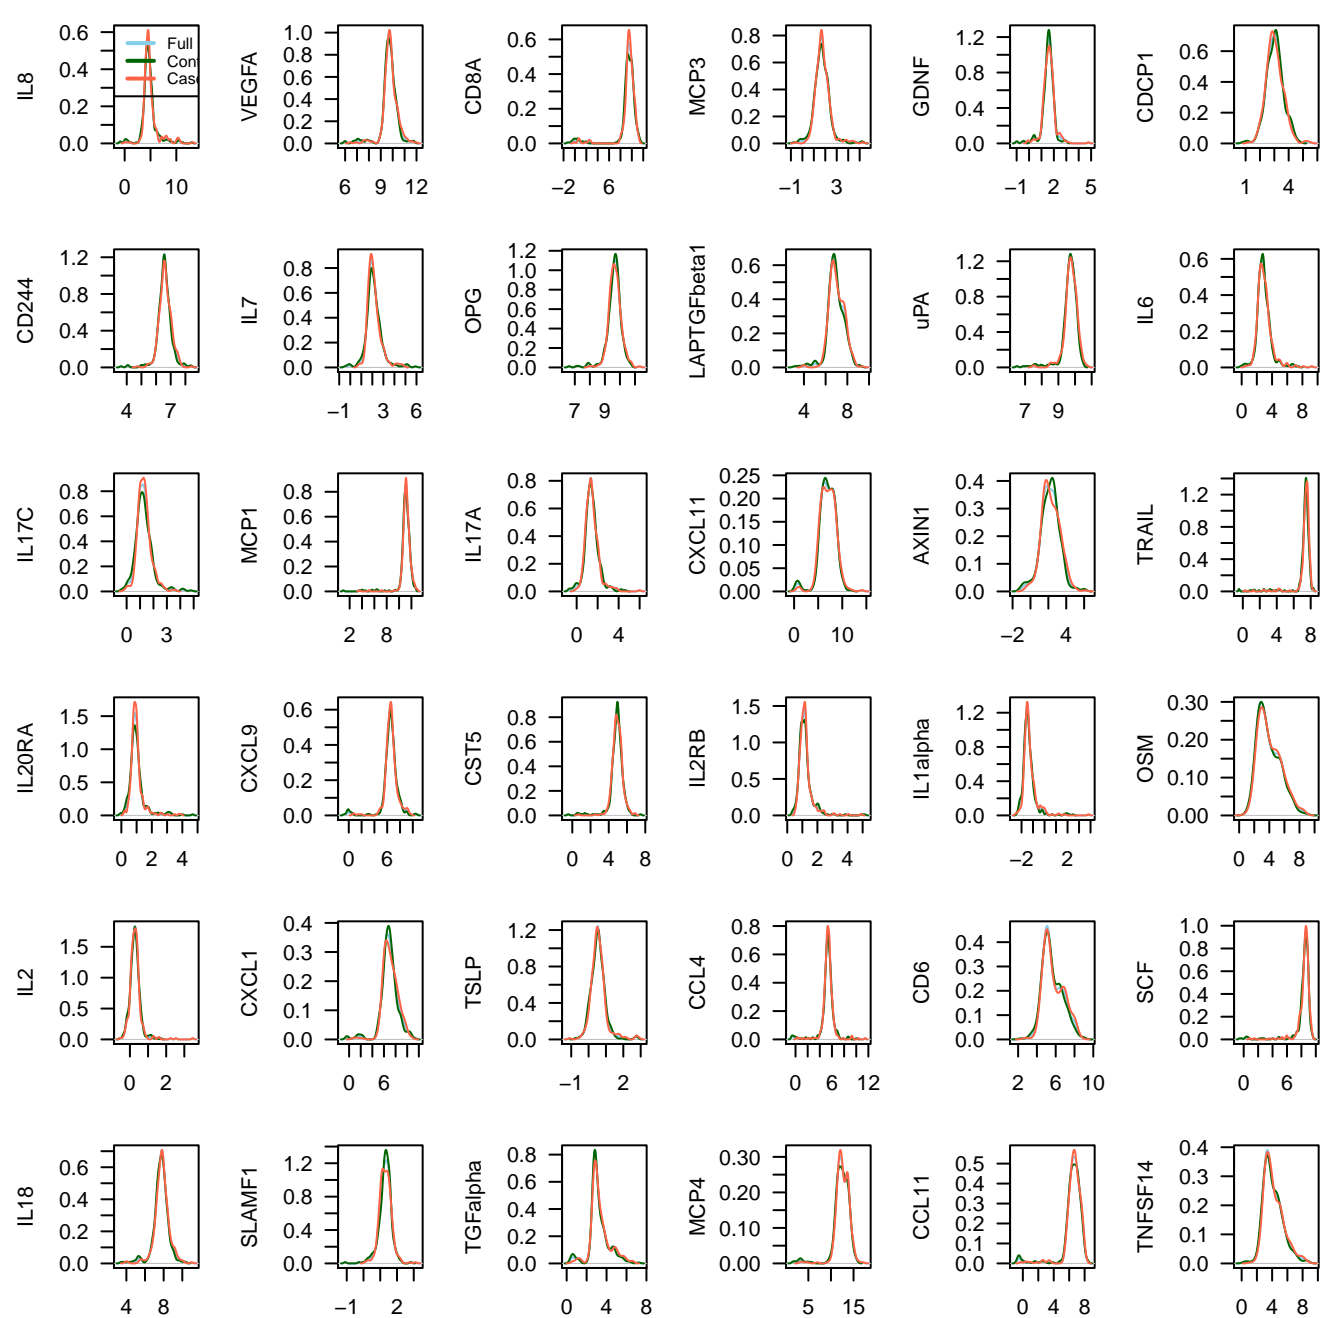 IL8 0.0 0.2 0.4 0.6 0.8 0 10 Full Cont Case
VEGFA 0.0 0.2 0.4 0.6 0.8 1.0 6 9 12
CD8A 0.0 0.2 0.4 0.6 −2 6
MCP3 0.0 0.2 0.4 0.6 0.8 −1 3
GDNF 0.0 0.4 0.8 1.2 −1 2 5
CDCP1 0.0 0.2 0.4 0.6 1 4
CD244 0.0 0.4 0.8 1.2 4 7
IL7 0.0 0.2 0.4 0.6 0.8 −1 3 6
OPG 0.0 0.2 0.4 0.6 0.8 1.0 1.2 7 9
LAPTGFbeta1 0.0 0.2 0.4 0.6 4 8
uPA 0.0 0.4 0.8 1.2 7 9
IL6 0.0 0.2 0.4 0.6 0 4 8
IL17C 0.0 0.2 0.4 0.6 0.8 0 3
MCP1 0.0 0.2 0.4 0.6 0.8 2 8
IL17A 0.0 0.2 0.4 0.6 0.8 0 4
CXCL11 0.00 0.05 0.10 0.15 0.20 0.25 0 10
AXIN1 0.0 0.1 0.2 0.3 0.4 −2 4
TRAIL 0.0 0.4 0.8 1.2 0 4 8
IL20RA 0.0 0.5 1.0 1.5 0 2 4
CXCL9 0.0 0.2 0.4 0.6 0 6
CST5 0.0 0.2 0.4 0.6 0.8 0 4 8
IL2RB 0.0 0.5 1.0 1.5 0 2 4
IL1alpha 0.0 0.4 0.8 1.2 −2 2
OSM 0.00 0.10 0.20 0.30 0 4 8
IL2 0.0 0.5 1.0 1.5 0 2
CXCL1 0.0 0.1 0.2 0.3 0.4 0 6
TSLP 0.0 0.4 0.8 1.2 −1 2
CCL4 0.0 0.2 0.4 0.6 0.8 0 6 12
CD6 0.0 0.1 0.2 0.3 0.4 2 6 10
SCF 0.0 0.2 0.4 0.6 0.8 1.0 0 6
IL18 0.0 0.2 0.4 0.6 4 8
SLAMF1 0.0 0.4 0.8 1.2 −1 2
TGFalpha 0.0 0.2 0.4 0.6 0.8 0 4 8
MCP4 0.00 0.10 0.20 0.30 5 15
CCL11 0.0 0.1 0.2 0.3 0.4 0.5 0 4 8
TNFSF14 0.0 0.1 0.2 0.3 0.4 0 4 8